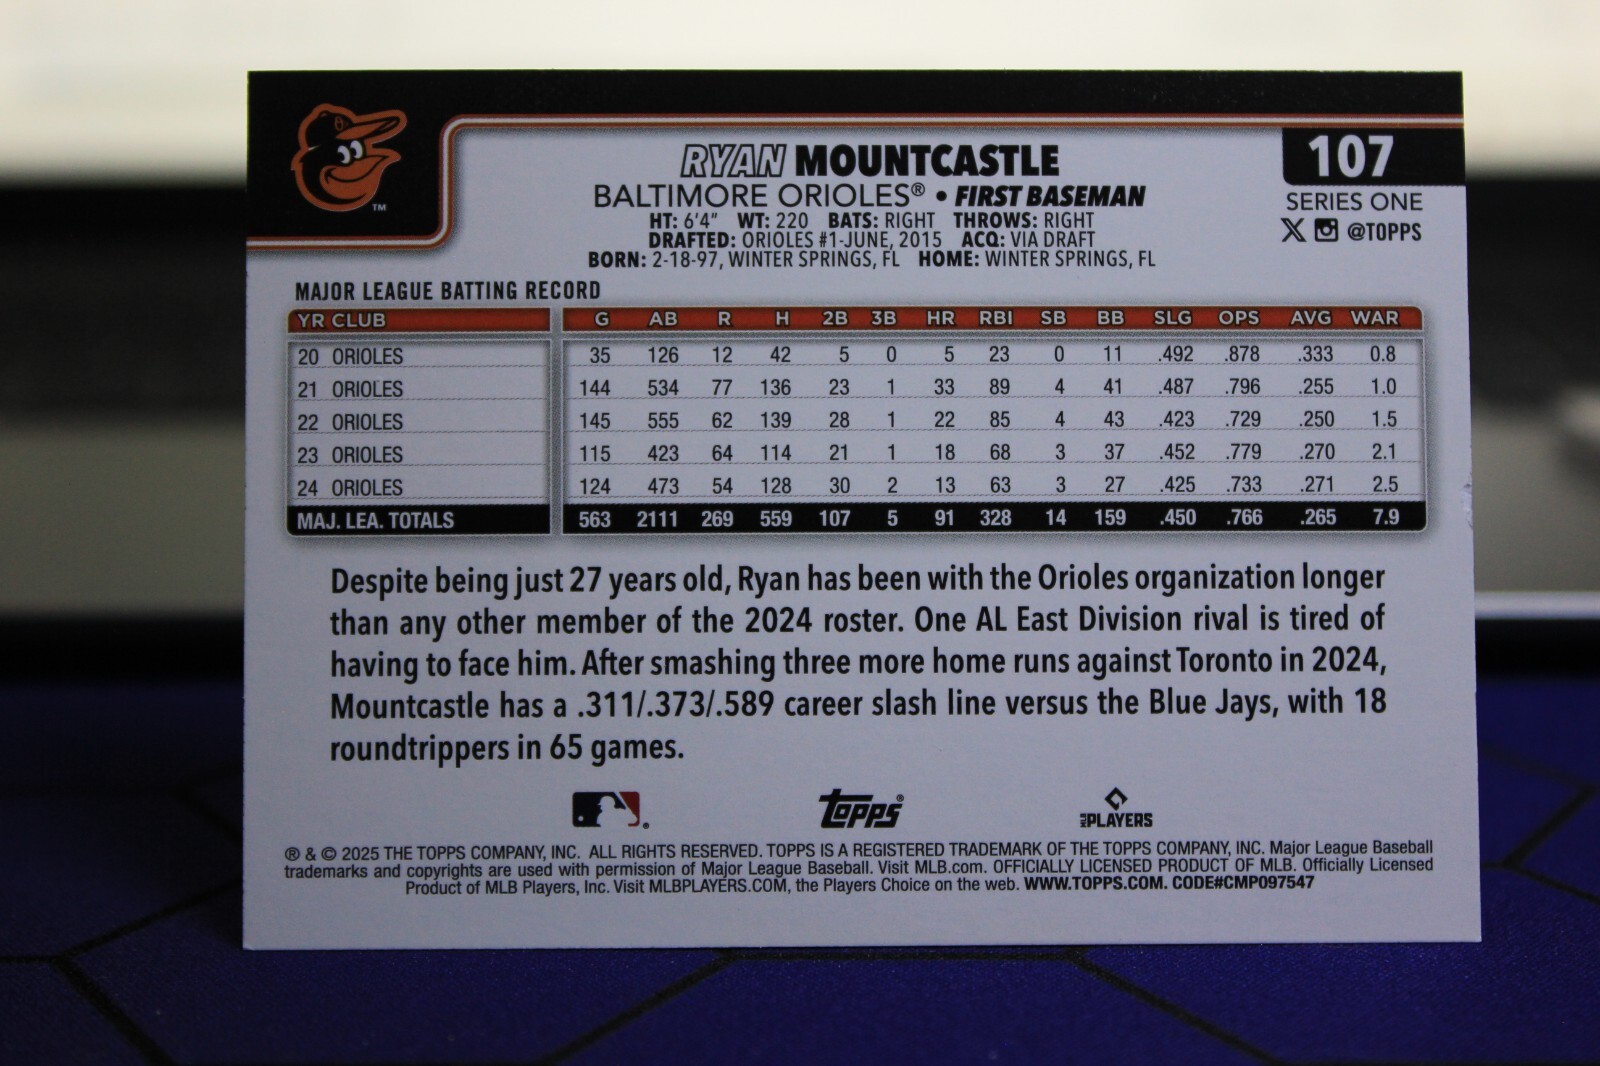 RYAN MOUNTCASTLE
107
BALTIMORE ORIOLES® • FIRST BASEMAN
SERIES ONE
HT: 6'4" WT: 220 BATS: RIGHT THROWS: RIGHT
@TOPPS
DRAFTED: ORIOLES #1-JUNE, 2015 ACQ: VIA DRAFT
BORN: 2-18-97, WINTER SPRINGS, FL HOME: WINTER SPRINGS, FL
TM
MAJOR LEAGUE BATTING RECORD
YR CLUB G AB R H 2B 3B HR RBI SB BB SLG OPS AVG WAR
20 ORIOLES 35 126 12 42 5 0 5 23 0 11 .492 .878 .333 0.8
21 ORIOLES 144 534 77 136 23 1 33 89 4 41 .487 .796 .255 1.0
22 ORIOLES 145 555 62 139 28 1 22 85 4 43 .423 .729 .250 1.5
23 ORIOLES 115 423 64 114 21 1 18 68 3 37 .452 .779 .270 2.1
24 ORIOLES 124 473 54 128 30 2 13 63 3 27 .425 .733 .271 2.5
MAJ. LEA. TOTALS 563 2111 269 559 107 5 91 328 14 159 .450 .766 .265 7.9
Despite being just 27 years old, Ryan has been with the Orioles organization longer
than any other member of the 2024 roster. One AL East Division rival is tired of
having to face him. After smashing three more home runs against Toronto in 2024,
Mountcastle has a .311/.373/.589 career slash line versus the Blue Jays, with 18
roundtrippers in 65 games.
topps® MLB PLAYERS
® & © 2025 THE TOPPS COMPANY, INC. ALL RIGHTS RESERVED. TOPPS IS A REGISTERED TRADEMARK OF THE TOPPS COMPANY, INC. Major League Baseball
trademarks and copyrights are used with permission of Major League Baseball. Visit MLB.com. OFFICIALLY LICENSED PRODUCT OF MLB. Officially Licensed
Product of MLB Players, Inc. Visit MLBPLAYERS.COM, the Players Choice on the web. WWW.TOPPS.COM. CODE#CMP097547